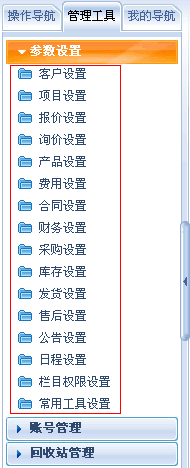 操作导航 管理工具 我的导航
参数设置
客户设置
项目设置
报价设置
询价设置
产品设置
费用设置
合同设置
财务设置
采购设置
库存设置
发货设置
售后设置
公告设置
日程设置
栏目权限设置
常用工具设置
账号管理
回收站管理